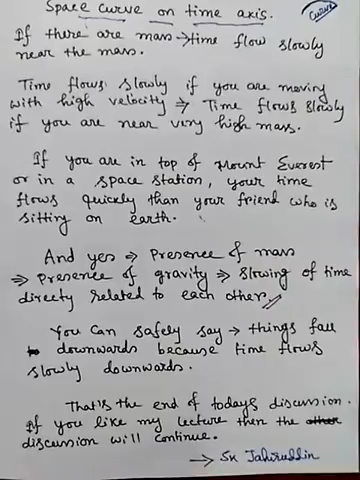 Space curve on time axis.
Curve
If there are mass → time flow slowly
near the mass.
Time flows slowly if you are moving
with high velocity ⇒ Time flows slowly
if you are near very high mass.
If you are in top of Mount Everest
or in a space station, your time
flows quickly than your friend who is
sitting on earth.
And yes ⇒ Presence of mass
⇒ Presence of gravity ⇒ Slowing of time
directy related to each other.
You can safely say → things fall
downwards because time flows
slowly downwards.
That's the end of todays discussion.
If you like my lecture then the other
discussion will continue.
→ Sk Jahiruddin